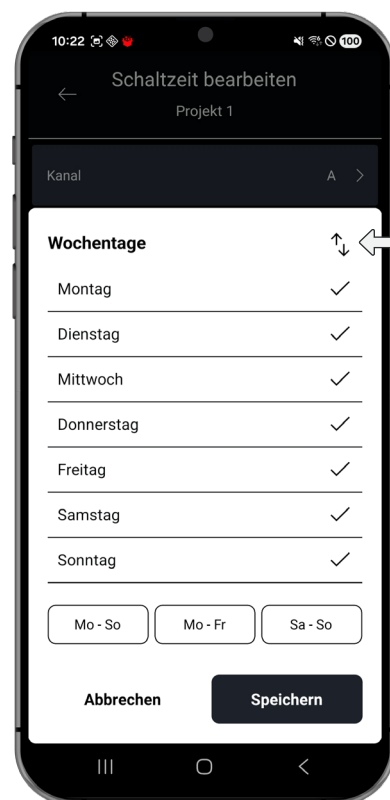 10:22
100
Schaltzeit bearbeiten
Projekt 1
Kanal A
Wochentage
Montag
Dienstag
Mittwoch
Donnerstag
Freitag
Samstag
Sonntag
Mo - So Mo - Fr Sa - So
Abbrechen Speichern